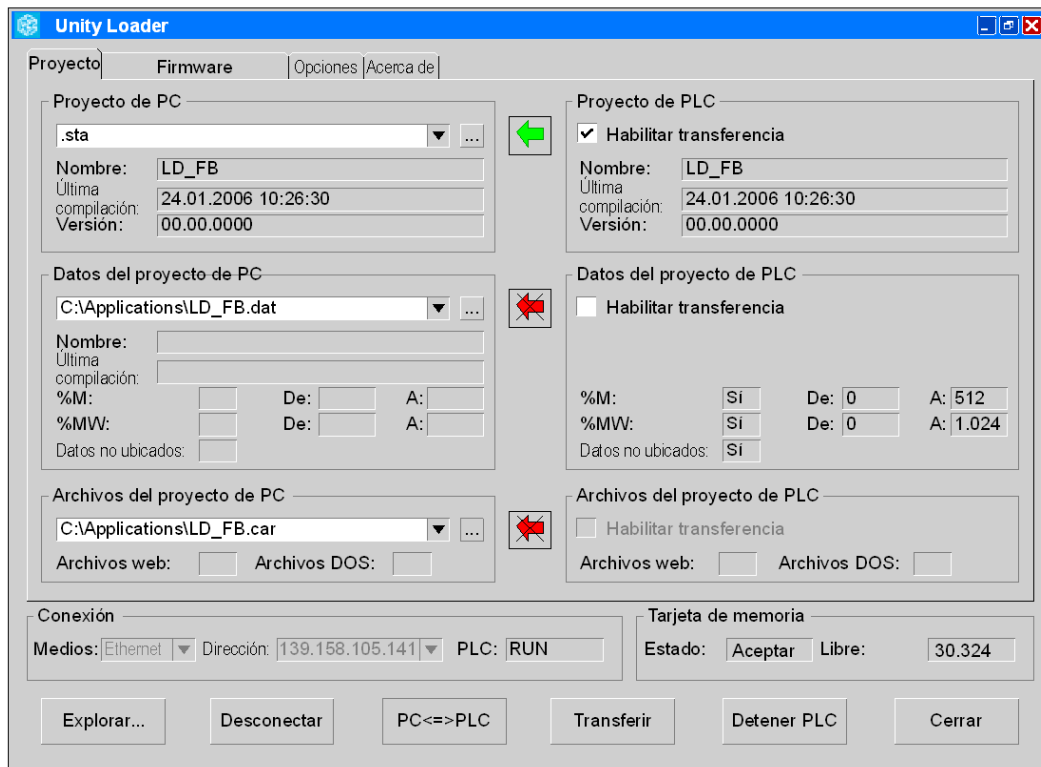 Unity Loader
Proyecto Firmware Opciones Acerca de
Proyecto de PC
.sta ...
Nombre: LD_FB
Última compilación: 24.01.2006 10:26:30
Versión: 00.00.0000
Proyecto de PLC
Habilitar transferencia
Nombre: LD_FB
Última compilación: 24.01.2006 10:26:30
Versión: 00.00.0000
Datos del proyecto de PC
C:\Applications\LD_FB.dat ...
Nombre:
Última compilación:
%M: De: A:
%MW: De: A:
Datos no ubicados:
Datos del proyecto de PLC
Habilitar transferencia
%M: Sí De: 0 A: 512
%MW: Sí De: 0 A: 1.024
Datos no ubicados: Sí
Archivos del proyecto de PC
C:\Applications\LD_FB.car ...
Archivos web: Archivos DOS:
Archivos del proyecto de PLC
Habilitar transferencia
Archivos web: Archivos DOS:
Conexión
Medios: Ethernet Dirección: 139.158.105.141 PLC: RUN
Tarjeta de memoria
Estado: Aceptar Libre: 30.324
Explorar... Desconectar PC<=>PLC Transferir Detener PLC Cerrar